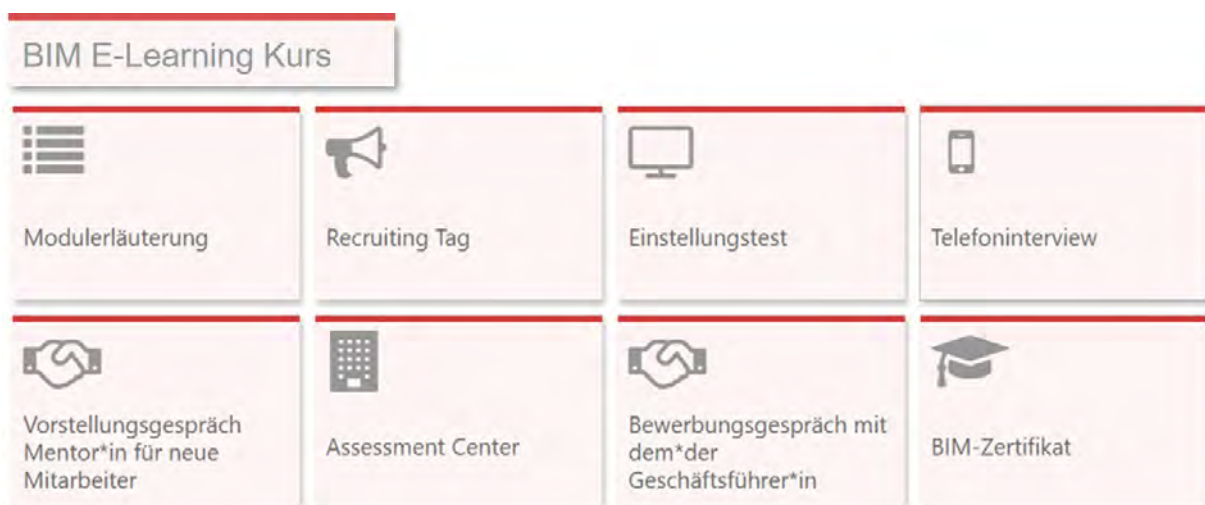 BIM E-Learning Kurs
Modulerläuterung
Recruiting Tag
Einstellungstest
Telefoninterview
Vorstellungsgespräch
Mentor*in für neue
Mitarbeiter
Assessment Center
Bewerbungsgespräch mit
dem*der
Geschäftsführer*in
BIM-Zertifikat